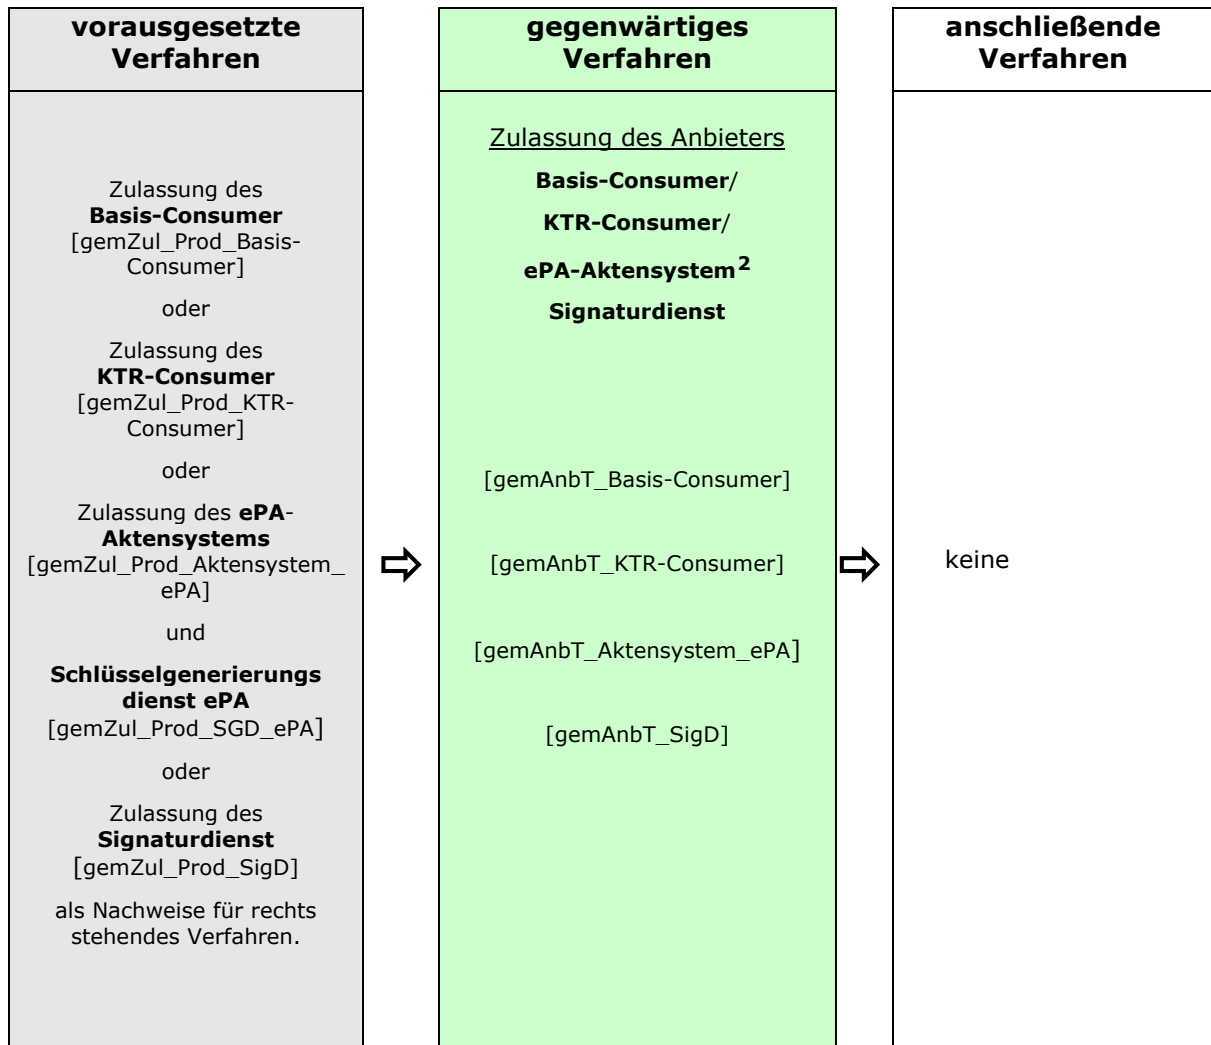 vorausgesetzte
Verfahren
Zulassung des
Basis-Consumer
[gemZul_Prod_Basis-
Consumer]
oder
Zulassung des
KTR-Consumer
[gemZul_Prod_KTR-
Consumer]
oder
Zulassung des ePA-
Aktensystems
[gemZul_Prod_Aktensystem_
ePA]
und
Schlüsselgenerierungs
dienst ePA
[gemZul_Prod_SGD_ePA]
oder
Zulassung des
Signaturdienst
[gemZul_Prod_SigD]
als Nachweise für rechts
stehendes Verfahren.
gegenwärtiges
Verfahren
Zulassung des Anbieters
Basis-Consumer/
KTR-Consumer/
ePA-Aktensystem²
Signaturdienst
[gemAnbT_Basis-Consumer]
[gemAnbT_KTR-Consumer]
[gemAnbT_Aktensystem_ePA]
[gemAnbT_SigD]
anschließende
Verfahren
keine